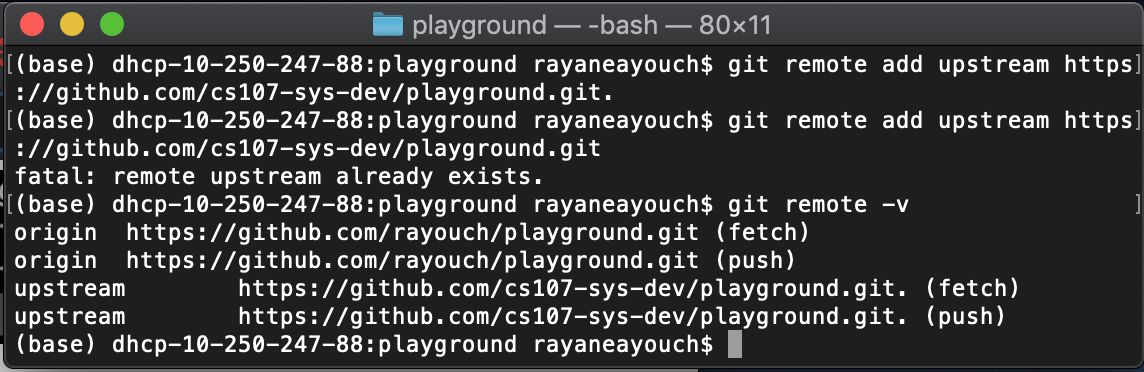 playground — -bash — 80×11
[(base) dhcp-10-250-247-88:playground rayaneayouch$ git remote add upstream https]
://github.com/cs107-sys-dev/playground.git.
[(base) dhcp-10-250-247-88:playground rayaneayouch$ git remote add upstream https]
://github.com/cs107-sys-dev/playground.git
fatal: remote upstream already exists.
[(base) dhcp-10-250-247-88:playground rayaneayouch$ git remote -v ]
origin  https://github.com/rayouch/playground.git (fetch)
origin  https://github.com/rayouch/playground.git (push)
upstream        https://github.com/cs107-sys-dev/playground.git. (fetch)
upstream        https://github.com/cs107-sys-dev/playground.git. (push)
(base) dhcp-10-250-247-88:playground rayaneayouch$